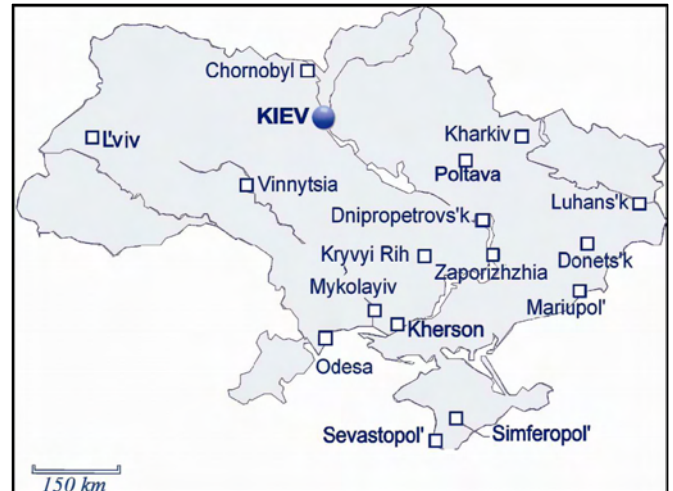 Chornobyl
KIEV
L'viv
Kharkiv
Poltava
Vinnytsia
Luhans'k
Dnipropetrovs'k
Kryvyi Rih
Zaporizhzhia
Donets'k
Mykolayiv
Mariupol'
Kherson
Odesa
Sevastopol'
Simferopol'
150 km